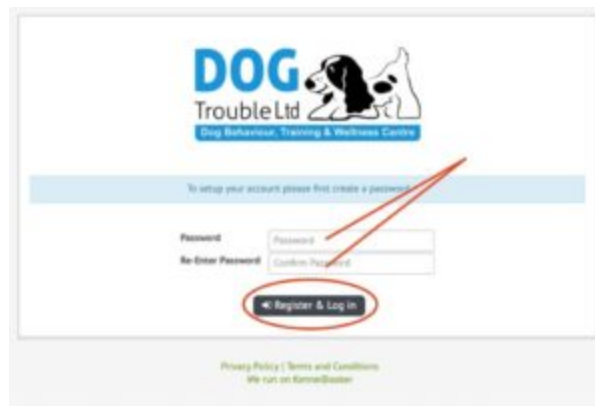 DOG
Trouble Ltd
Dog Behaviour, Training & Wellness Centre
To setup your account please first create a password
Password Password
Re-Enter Password Confirm Password
Register & Log in
Privacy Policy | Terms and Conditions
We run on KennelBooker